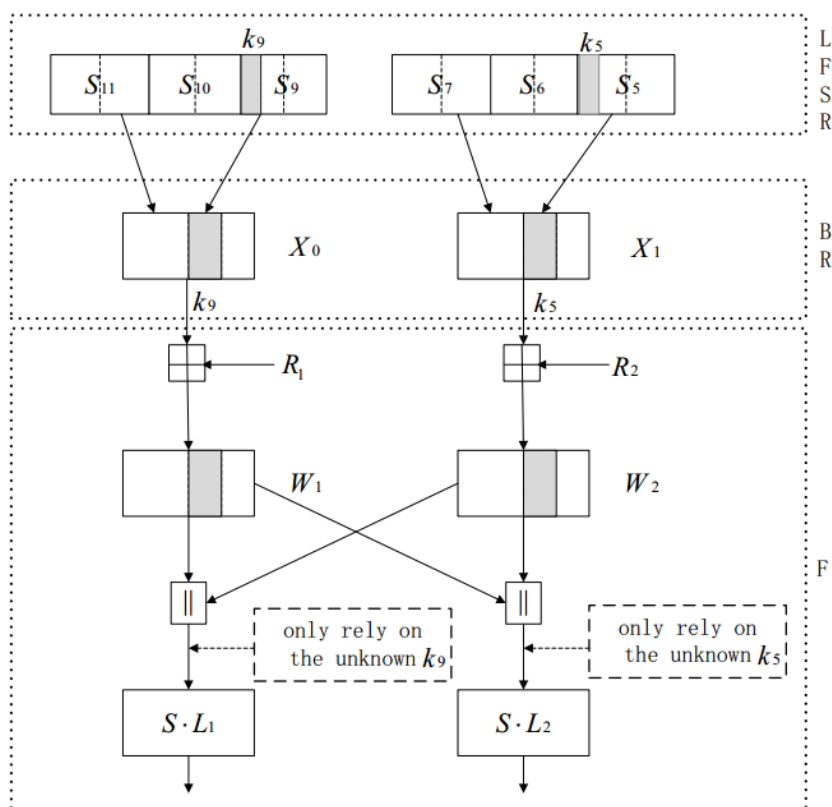 k₉ k₅
S₁₁ S₁₀ S₉ S₇ S₆ S₅
L
F
S
R
X₀ X₁
B
R
k₉ k₅
R₁ R₂
W₁ W₂
F
|| ||
only rely on
the unknown k₉
only rely on
the unknown k₅
S · L₁ S · L₂